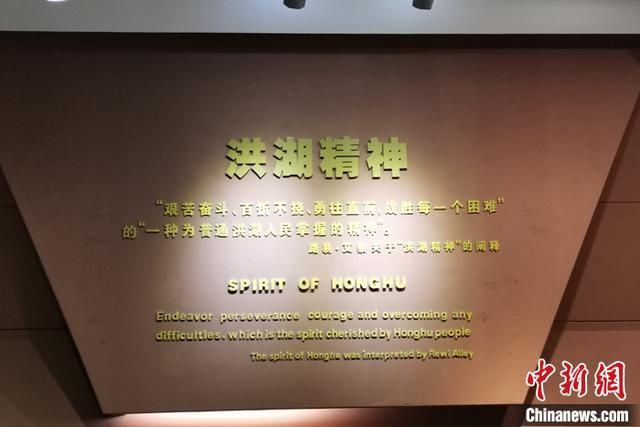 洪湖精神
“艰苦奋斗、百折不挠、勇往直前，战胜每一个困难”
的“一种为普通洪湖人民掌握的精神”。
路易·艾黎关于“洪湖精神”的阐释
SPIRIT OF HONGHU
Endeavor perseverance courage and overcoming any
difficulties, which is the spirit cherished by Honghu people
The spirit of Honghu was interpreted by Rewi Alley
中新网
Chinanews.com